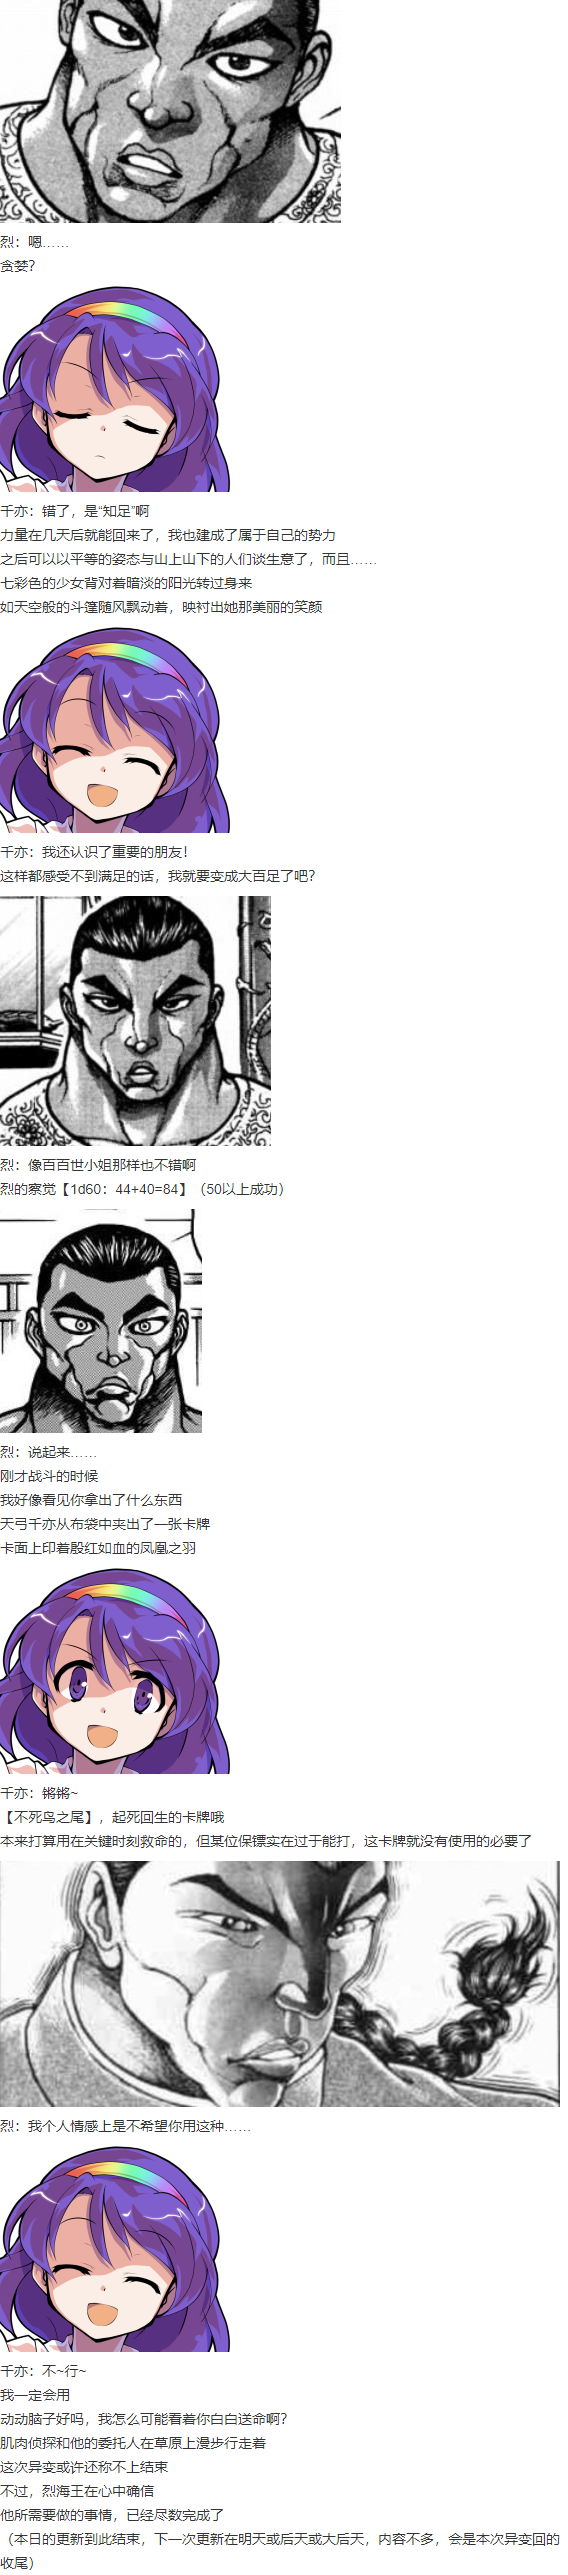 烈：嗯……
贪婪？
千亦：错了，是“知足”啊
力量在几天后就能回来了，我也建成了属于自己的势力
之后可以以平等的姿态与山上山下的人们谈生意了，而且……
七彩色的少女背对着暗淡的阳光转过身来
如天空般的斗篷随风飘动着，映衬出她那美丽的笑颜
千亦：我还认识了重要的朋友！
这样都感受不到满足的话，我就要变成大百足了吧？
烈：像百百世小姐那样也不错啊
烈的察觉【1d60：44+40=84】（50以上成功）
烈：说起来……
刚才战斗的时候
我好像看见你拿出了什么东西
天弓千亦从布袋中夹出了一张卡牌
卡面上印着殷红如血的凤凰之羽
千亦：锵锵~
【不死鸟之尾】，起死回生的卡牌哦
本来打算用在关键时刻救命的，但某位保镖实在过于能打，这卡牌就没有使用的必要了
烈：我个人情感上是不希望你用这种……
千亦：不~行~
我一定会用
动动脑子好吗，我怎么可能看着你白白送命啊？
肌肉侦探和他的委托人在草原上漫步行走着
这次异变或许还称不上结束
不过，烈海王在心中确信
他所需要做的事情，已经尽数完成了
（本日的更新到此结束，下一次更新在明天或后天或大后天，内容不多，会是本次异变回的
收尾）